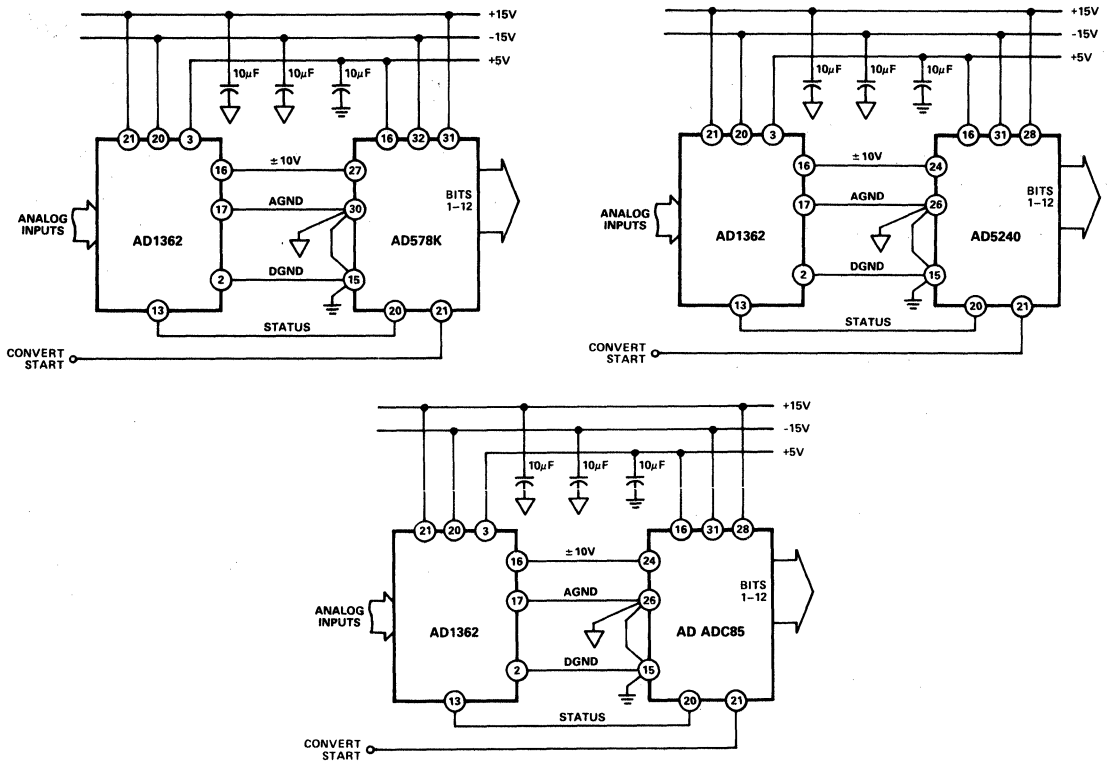 +15V
-15V
+5V
10µF 10µF 10µF
21 20 3 16 32 31
16 ± 10V 27
17 AGND 30
BITS 1–12
ANALOG INPUTS
AD1362
AD578K
2 DGND 15
13 20 21
STATUS
CONVERT START
+15V
-15V
+5V
10µF 10µF 10µF
21 20 3 16 31 28
16 ± 10V 24
17 AGND 26
BITS 1–12
ANALOG INPUTS
AD1362
AD5240
2 DGND 15
13 20 21
STATUS
CONVERT START
+15V
-15V
+5V
10µF 10µF 10µF
21 20 3 16 31 28
16 ± 10V 24
17 AGND 26
BITS 1–12
ANALOG INPUTS
AD1362
AD ADC85
2 DGND 15
13 20 21
STATUS
CONVERT START